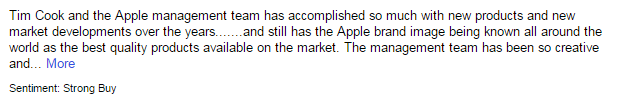 Tim Cook and the Apple management team has accomplished so much with new products and new
market developments over the years.......and still has the Apple brand image being known all around the
world as the best quality products available on the market. The management team has been so creative
and... More
Sentiment: Strong Buy